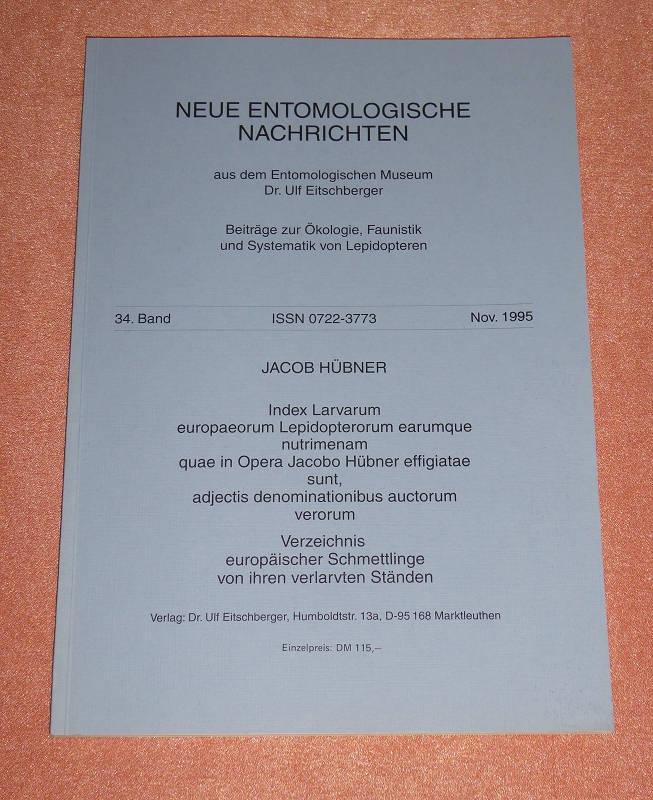 NEUE ENTOMOLOGISCHE
NACHRICHTEN
aus dem Entomologischen Museum
Dr. Ulf Eitschberger
Beiträge zur Ökologie, Faunistik
und Systematik von Lepidopteren
34. Band ISSN 0722-3773 Nov. 1995
JACOB HÜBNER
Index Larvarum
europaeorum Lepidopterorum earumque
nutrimenam
quae in Opera Jacobo Hübner effigiatae
sunt,
adjectis denominationibus auctorum
verorum
Verzeichnis
europäischer Schmettlinge
von ihren verlarvten Ständen
Verlag: Dr. Ulf Eitschberger, Humboldtstr. 13a, D-95 168 Marktleuthen
Einzelpreis: DM 115,—